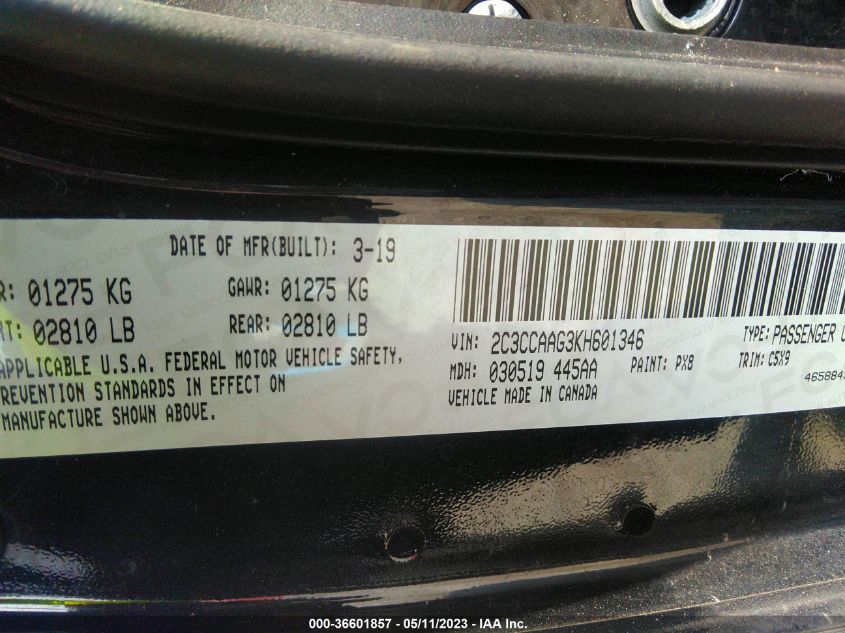 DATE OF MFR(BUILT): 3-19
R: 01275 KG GAWR: 01275 KG
NT: 02810 LB REAR: 02810 LB
APPLICABLE U.S.A. FEDERAL MOTOR VEHICLE SAFETY,
REVENTION STANDARDS IN EFFECT ON
MANUFACTURE SHOWN ABOVE.
VIN: 2C3CCAAG3KH601346 TYPE: PASSENGER C
MDH: 030519 445AA PAINT: PX8 TRIM: C5X9
VEHICLE MADE IN CANADA 465884
000-36601857 - 05/11/2023 - IAA Inc.